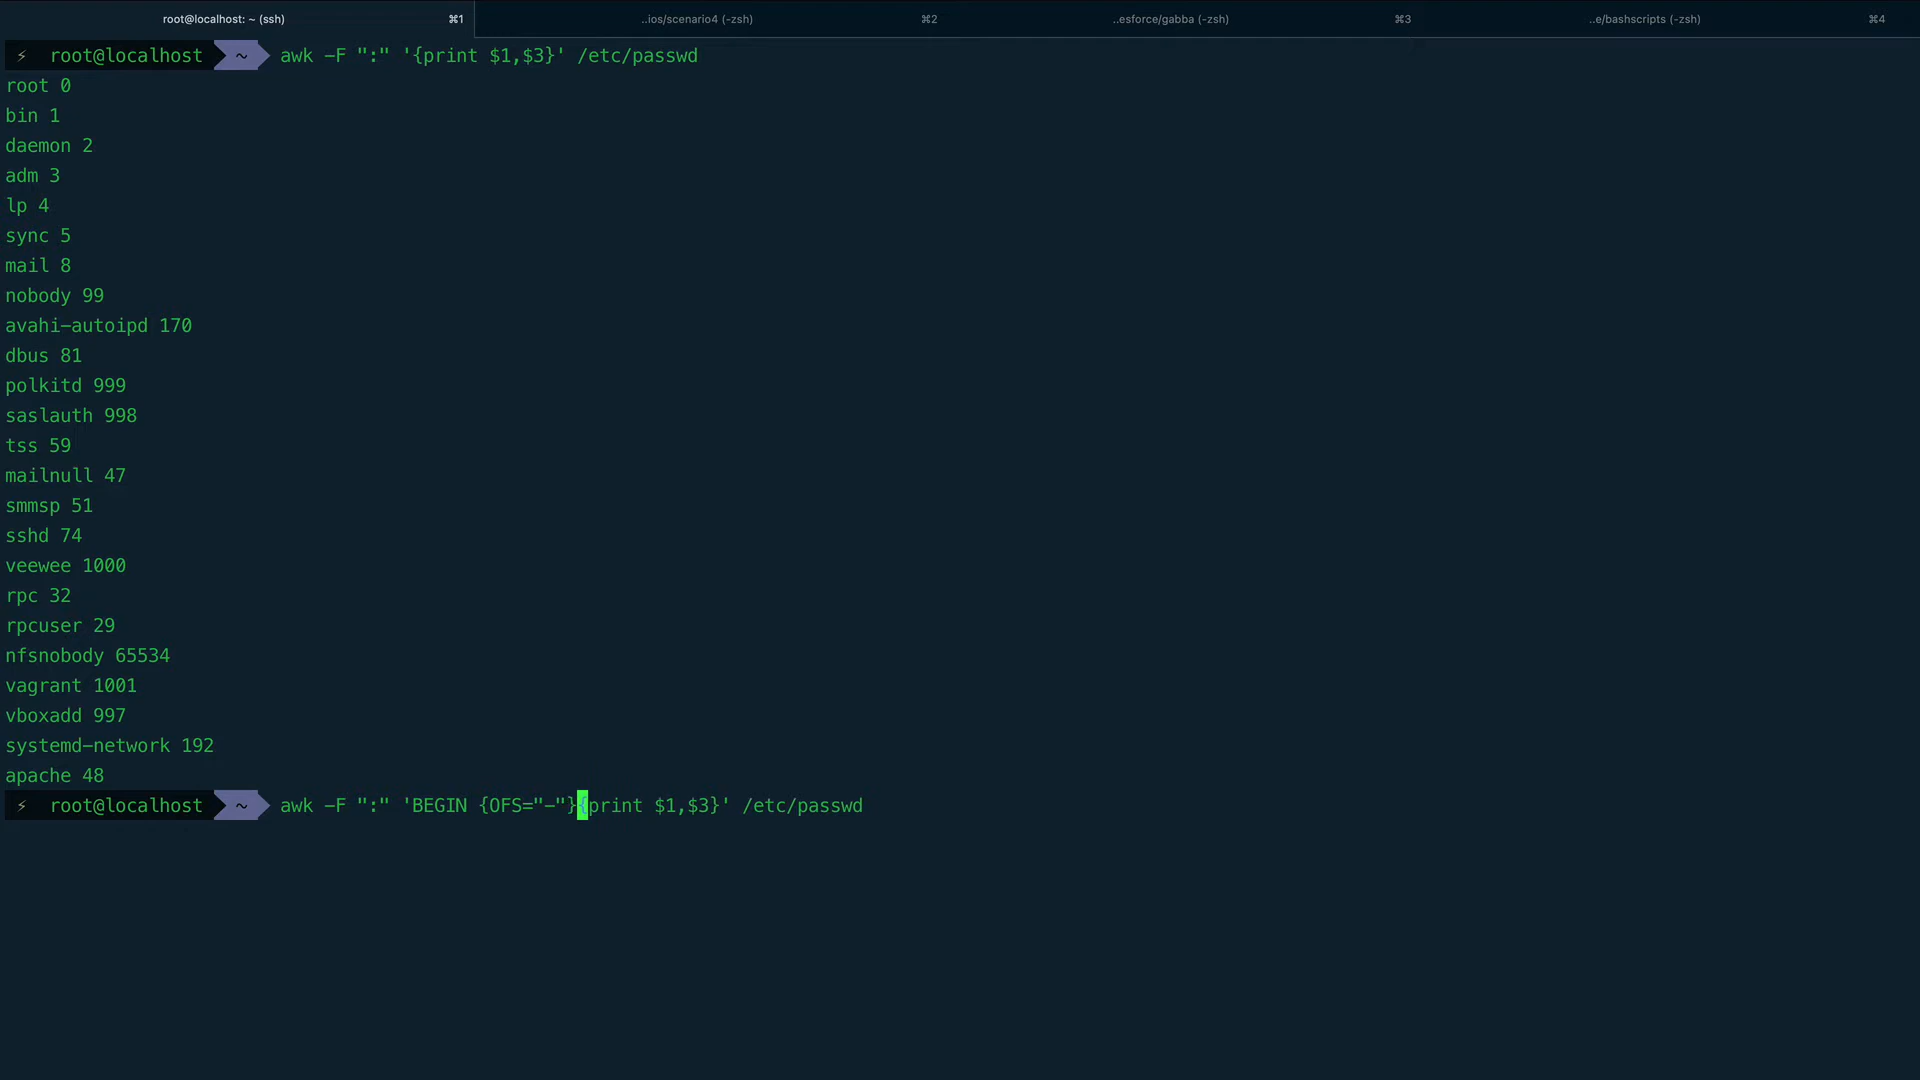 root@localhost: ~ (ssh) ⌘1 ..ios/scenario4 (-zsh) ⌘2 ..esforce/gabba (-zsh) ⌘3 ..e/bashscripts (-zsh) ⌘4
⚡ root@localhost ~ awk -F ":" '{print $1,$3}' /etc/passwd
root 0
bin 1
daemon 2
adm 3
lp 4
sync 5
mail 8
nobody 99
avahi-autoipd 170
dbus 81
polkitd 999
saslauth 998
tss 59
mailnull 47
smmsp 51
sshd 74
veewee 1000
rpc 32
rpcuser 29
nfsnobody 65534
vagrant 1001
vboxadd 997
systemd-network 192
apache 48
⚡ root@localhost ~ awk -F ":" 'BEGIN {OFS="-"}{print $1,$3}' /etc/passwd